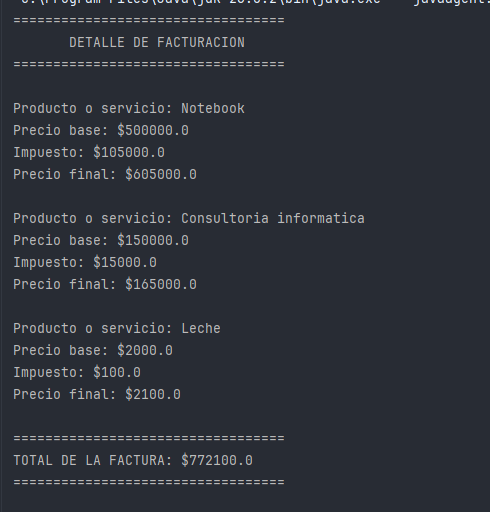 ==================================
DETALLE DE FACTURACION
==================================
Producto o servicio: Notebook
Precio base: $500000.0
Impuesto: $105000.0
Precio final: $605000.0
Producto o servicio: Consultoria informatica
Precio base: $150000.0
Impuesto: $15000.0
Precio final: $165000.0
Producto o servicio: Leche
Precio base: $2000.0
Impuesto: $100.0
Precio final: $2100.0
==================================
TOTAL DE LA FACTURA: $772100.0
==================================